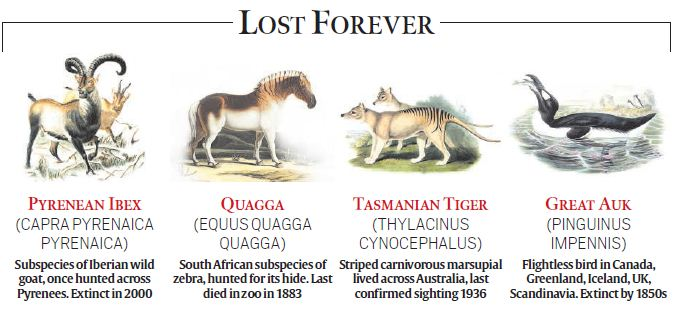 LOST FOREVER
PYRENEAN IBEX
(CAPRA PYRENAICA
PYRENAICA)
Subspecies of Iberian wild
goat, once hunted across
Pyrenees. Extinct in 2000
QUAGGA
(EQUUS QUAGGA
QUAGGA)
South African subspecies of
zebra, hunted for its hide. Last
died in zoo in 1883
TASMANIAN TIGER
(THYLACINUS
CYNOCEPHALUS)
Striped carnivorous marsupial
lived across Australia, last
confirmed sighting 1936
GREAT AUK
(PINGUINUS
IMPENNIS)
Flightless bird in Canada,
Greenland, Iceland, UK,
Scandinavia. Extinct by 1850s